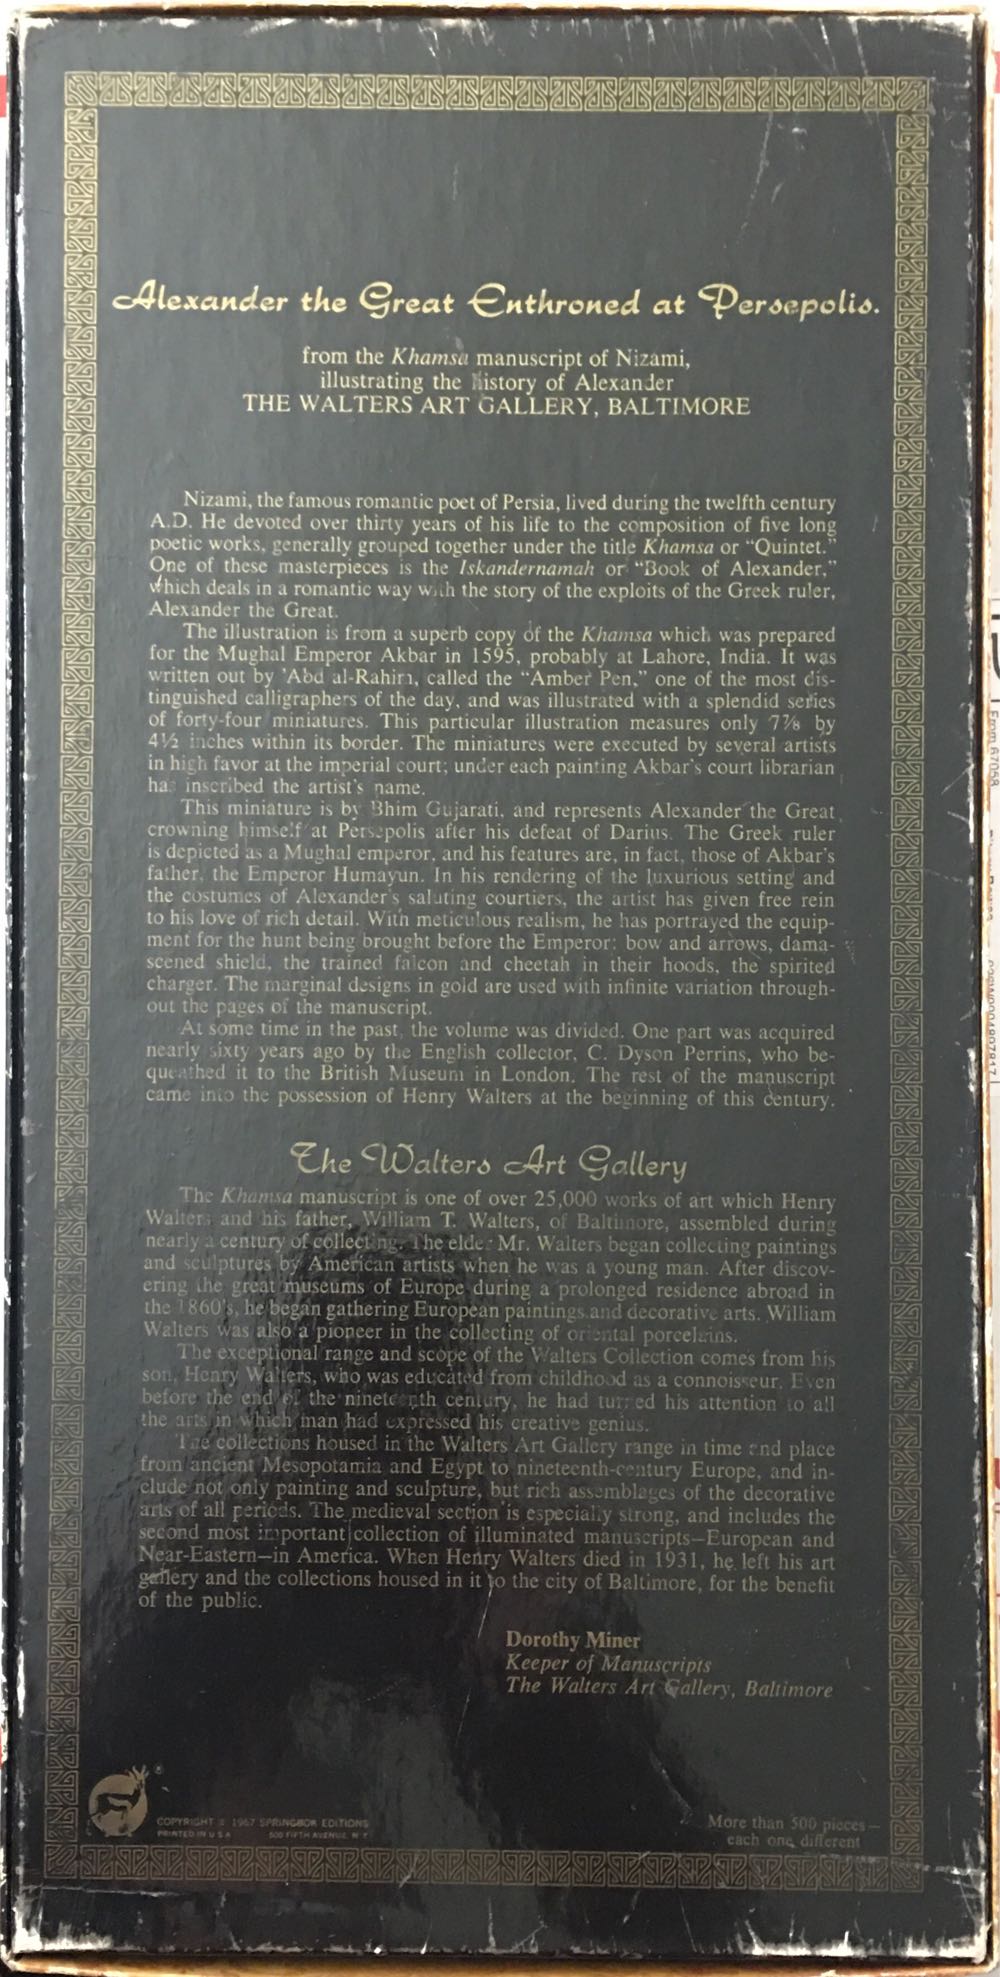 Alexander the Great Enthroned at Persepolis.
from the Khamsa manuscript of Nizami,
illustrating the history of Alexander
THE WALTERS ART GALLERY, BALTIMORE
Nizami, the famous romantic poet of Persia, lived during the twelfth century
A.D. He devoted over thirty years of his life to the composition of five long
poetic works, generally grouped together under the title Khamsa or “Quintet.”
One of these masterpieces is the Iskandernamah or “Book of Alexander,”
which deals in a romantic way with the story of the exploits of the Greek ruler,
Alexander the Great.
The illustration is from a superb copy of the Khamsa which was prepared
for the Mughal Emperor Akbar in 1595, probably at Lahore, India. It was
written out by 'Abd al-Rahim, called the “Amber Pen,” one of the most dis-
tinguished calligraphers of the day, and was illustrated with a splendid series
of forty-four miniatures. This particular illustration measures only 7⅞ by
4½ inches within its border. The miniatures were executed by several artists
in high favor at the imperial court; under each painting Akbar's court librarian
has inscribed the artist's name.
This miniature is by Bhim Gujarati, and represents Alexander the Great
crowning himself at Persepolis after his defeat of Darius. The Greek ruler
is depicted as a Mughal emperor, and his features are, in fact, those of Akbar's
father, the Emperor Humayun. In his rendering of the luxurious setting and
the costumes of Alexander's saluting courtiers, the artist has given free rein
to his love of rich detail. With meticulous realism, he has portrayed the equip-
ment for the hunt being brought before the Emperor: bow and arrows, dama-
scened shield, the trained falcon and cheetah in their hoods, the spirited
charger. The marginal designs in gold are used with infinite variation through-
out the pages of the manuscript.
At some time in the past, the volume was divided. One part was acquired
nearly sixty years ago by the English collector, C. Dyson Perrins, who be-
queathed it to the British Museum in London. The rest of the manuscript
came into the possession of Henry Walters at the beginning of this century.
The Walters Art Gallery
The Khamsa manuscript is one of over 25,000 works of art which Henry
Walters and his father, William T. Walters, of Baltimore, assembled during
nearly a century of collecting. The elder Mr. Walters began collecting paintings
and sculptures by American artists when he was a young man. After discov-
ering the great museums of Europe during a prolonged residence abroad in
the 1860's, he began gathering European paintings and decorative arts. William
Walters was also a pioneer in the collecting of oriental porcelains.
The exceptional range and scope of the Walters Collection comes from his
son, Henry Walters, who was educated from childhood as a connoisseur. Even
before the end of the nineteenth century, he had turned his attention to all
the arts in which man had expressed his creative genius.
The collections housed in the Walters Art Gallery range in time and place
from ancient Mesopotamia and Egypt to nineteenth-century Europe, and in-
clude not only painting and sculpture, but rich assemblages of the decorative
arts of all periods. The medieval section is especially strong, and includes the
second most important collection of illuminated manuscripts—European and
Near-Eastern—in America. When Henry Walters died in 1931, he left his art
gallery and the collections housed in it to the city of Baltimore, for the benefit
of the public.
Dorothy Miner
Keeper of Manuscripts
The Walters Art Gallery, Baltimore
COPYRIGHT © 1967 SPRINGBOK EDITIONS
PRINTED IN U S A 500 FIFTH AVENUE, N Y
More than 500 pieces—
each one different